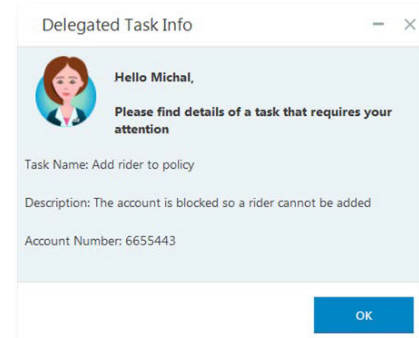 Delegated Task Info
Hello Michal,
Please find details of a task that requires your
attention
Task Name: Add rider to policy
Description: The account is blocked so a rider cannot be added
Account Number: 6655443
OK